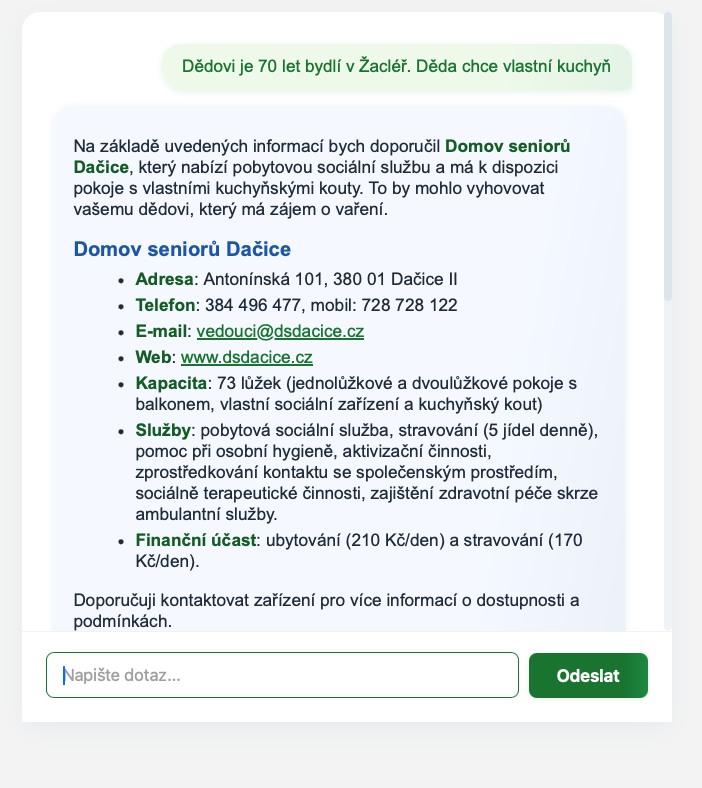 Dědovi je 70 let bydlí v Žacléř. Děda chce vlastní kuchyň
Na základě uvedených informací bych doporučil Domov seniorů
Dačice, který nabízí pobytovou sociální službu a má k dispozici
pokoje s vlastními kuchyňskými kouty. To by mohlo vyhovovat
vašemu dědovi, který má zájem o vaření.
Domov seniorů Dačice
• Adresa: Antonínská 101, 380 01 Dačice II
• Telefon: 384 496 477, mobil: 728 728 122
• E-mail: vedouci@dsdacice.cz
• Web: www.dsdacice.cz
• Kapacita: 73 lůžek (jednolůžkové a dvoulůžkové pokoje s
balkonem, vlastní sociální zařízení a kuchyňský kout)
• Služby: pobytová sociální služba, stravování (5 jídel denně),
pomoc při osobní hygieně, aktivizační činnosti,
zprostředkování kontaktu se společenským prostředím,
sociálně terapeutické činnosti, zajištění zdravotní péče skrze
ambulantní služby.
• Finanční účast: ubytování (210 Kč/den) a stravování (170
Kč/den).
Doporučuji kontaktovat zařízení pro více informací o dostupnosti a
podmínkách.
Napište dotaz...
Odeslat